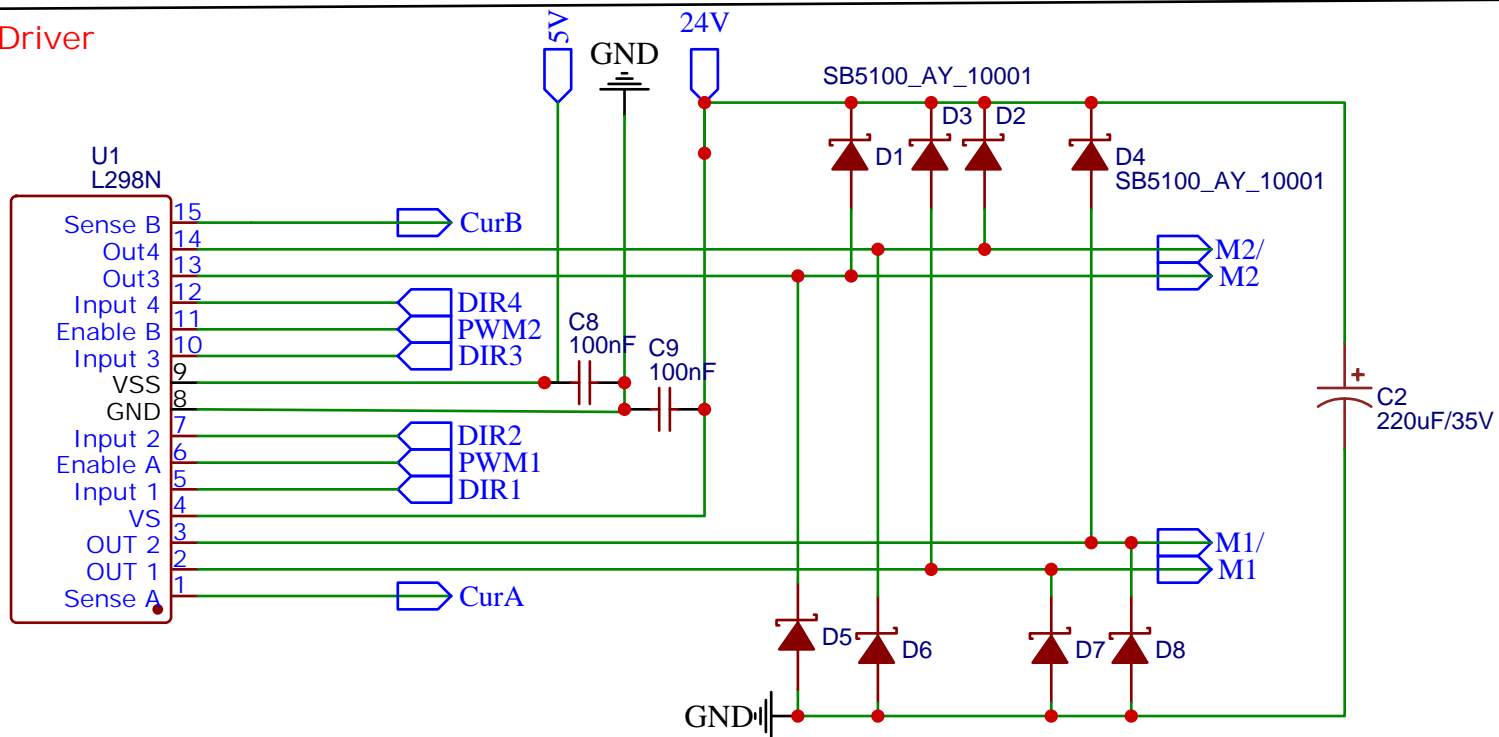 Driver
5V
GND
24V
SB5100_AY_10001
D1
D3
D2
D4
SB5100_AY_10001
U1
L298N
Sense B 15 CurB
Out4 14 M2/
Out3 13 M2
Input 4 12 DIR4
Enable B 11 PWM2
Input 3 10 DIR3
VSS 9
GND 8
Input 2 7 DIR2
Enable A 6 PWM1
Input 1 5 DIR1
VS 4
OUT 2 3 M1/
OUT 1 2 M1
Sense A 1 CurA
C8
100nF
C9
100nF
+
C2
220uF/35V
D5
D6
D7
D8
GND